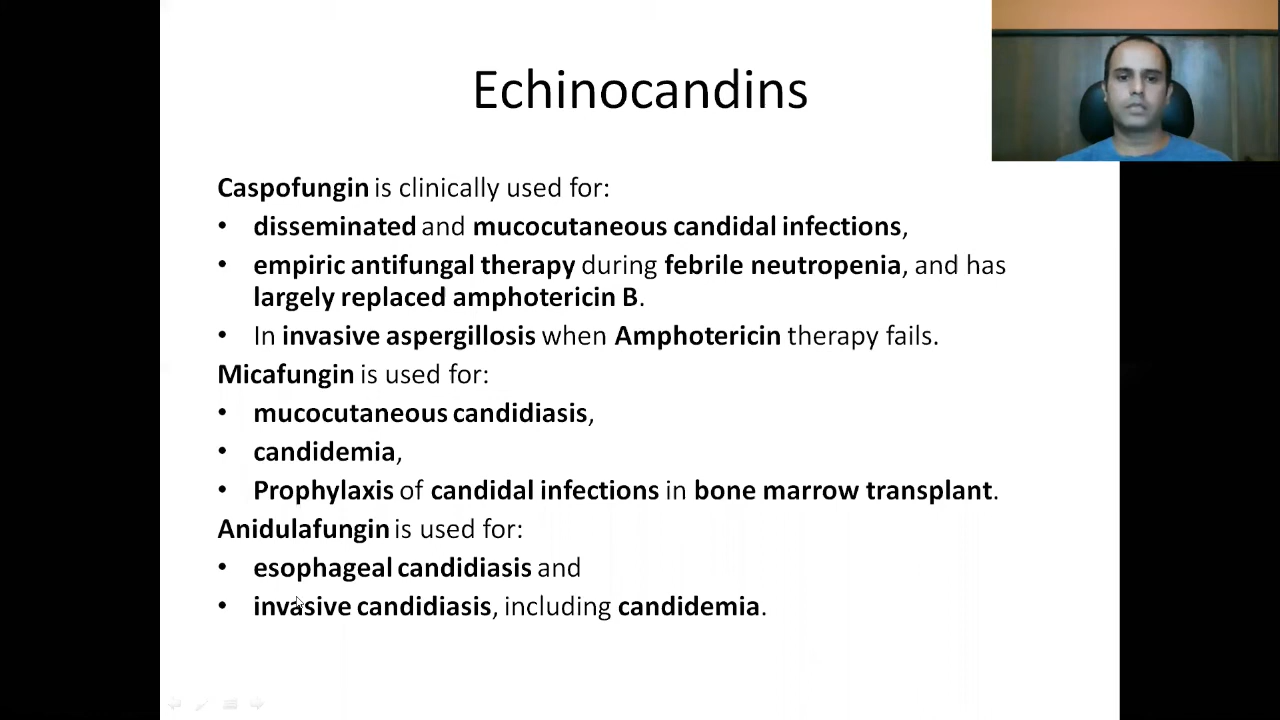 Echinocandins
Caspofungin is clinically used for:
• disseminated and mucocutaneous candidal infections,
• empiric antifungal therapy during febrile neutropenia, and has
largely replaced amphotericin B.
• In invasive aspergillosis when Amphotericin therapy fails.
Micafungin is used for:
• mucocutaneous candidiasis,
• candidemia,
• Prophylaxis of candidal infections in bone marrow transplant.
Anidulafungin is used for:
• esophageal candidiasis and
• invasive candidiasis, including candidemia.